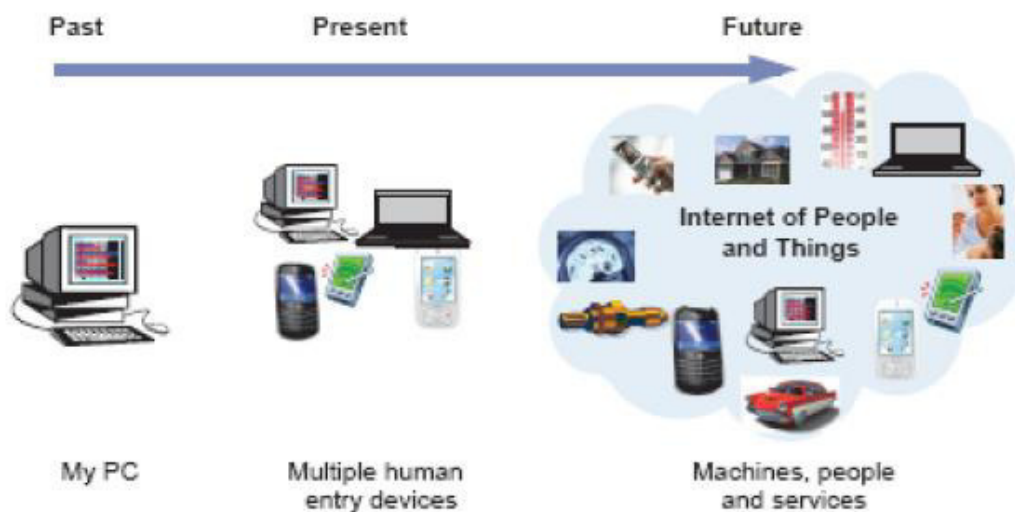 Past
Present
Future
Internet of People
and Things
My PC
Multiple human
entry devices
Machines, people
and services